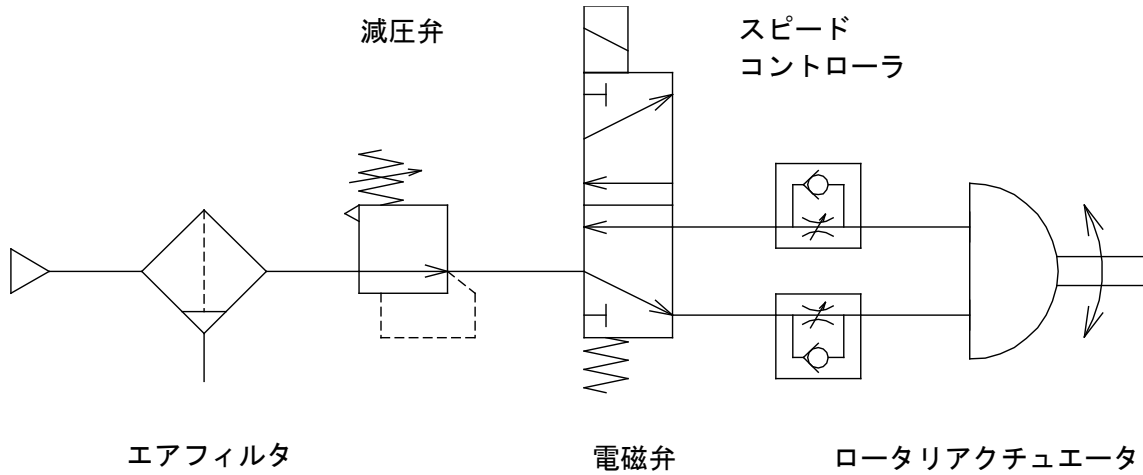 減圧弁
スピード
コントローラ
エアフィルタ
電磁弁
ロータリアクチュエータ